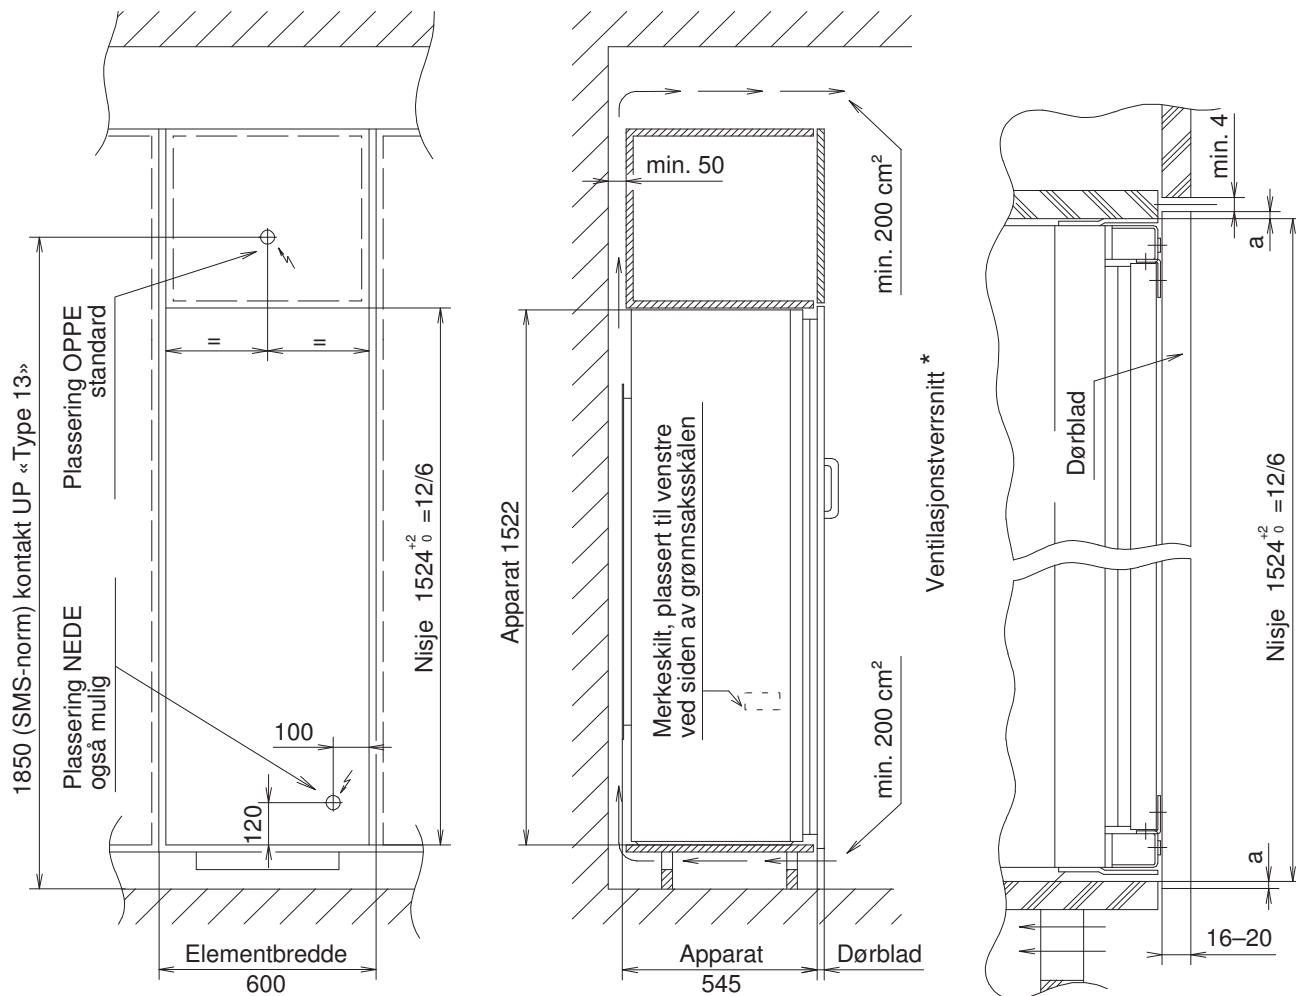 1850 (SMS-norm) kontakt UP «Type 13»
Plassering OPPE
standard
Plassering NEDE
også mulig
=
=
100
120
Nisje 1524 +2 0 =12/6
Elementbredde
600
min. 50
min. 200 cm²
Apparat 1522
Merkeskilt, plassert til venstre
ved siden av grønnsaksskålen
Ventilasjonstverrsnitt *
min. 200 cm²
Apparat
545
Dørblad
min. 4
a
Dørblad
Nisje 1524 +2 0 =12/6
a
16–20